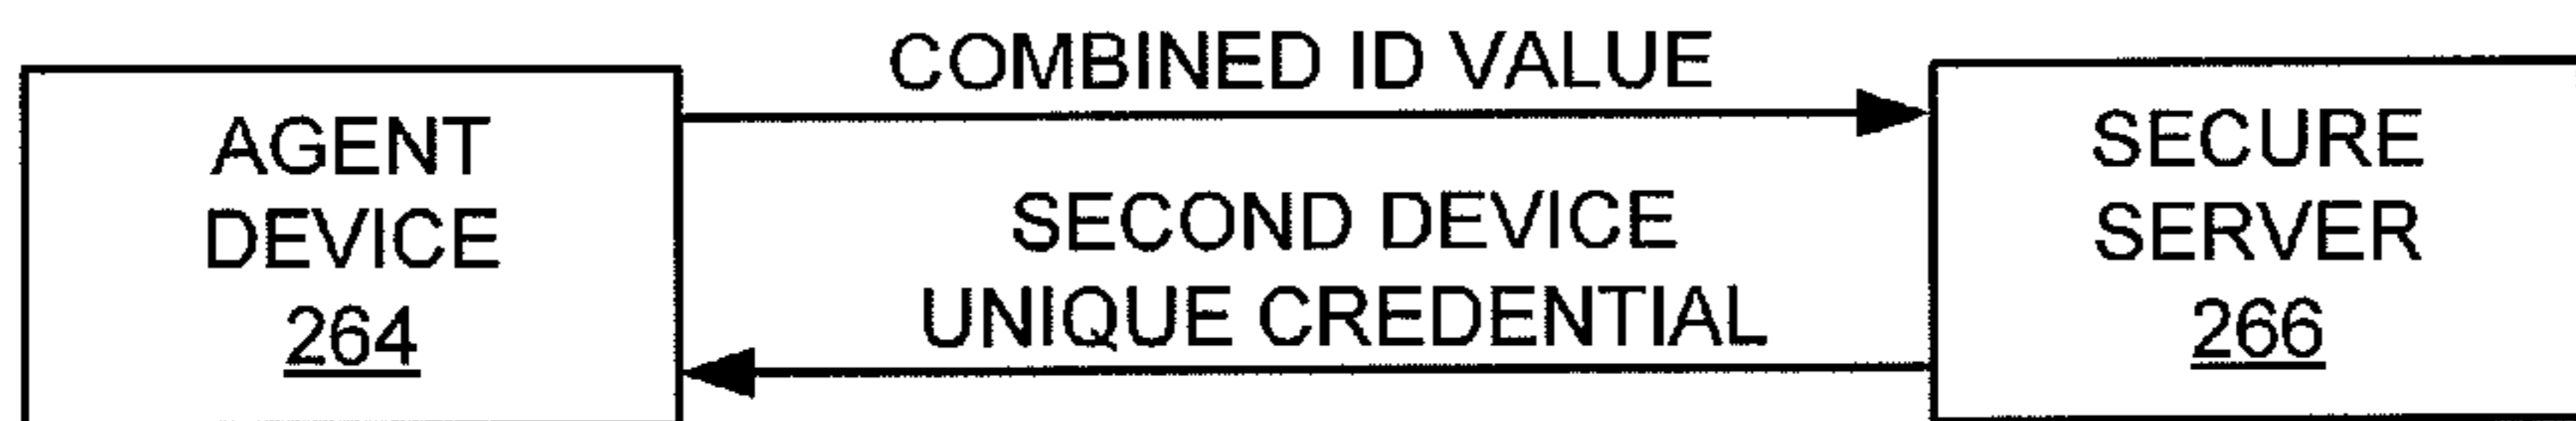 AGENT
DEVICE
264
COMBINED ID VALUE
SECOND DEVICE
UNIQUE CREDENTIAL
SECURE
SERVER
266